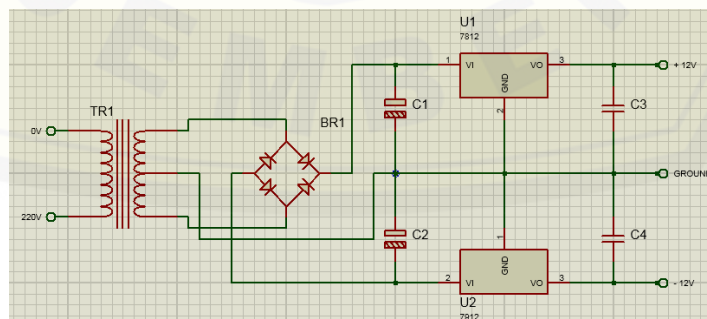 U1
7812
1 VI VO 3
GND
2
+ 12V
C1
C3
TR1
0V
BR1
220V
GROUND
C2
C4
1
GND
2 VI VO 3
- 12V
U2
7912